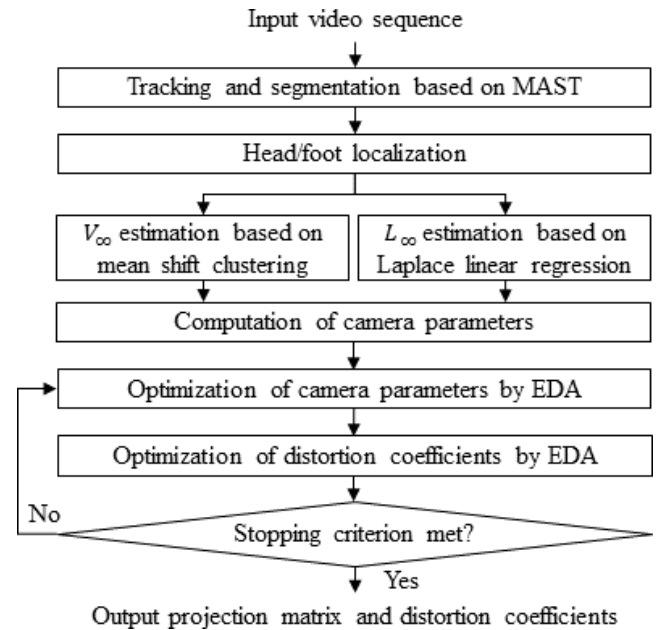 Input video sequence
Tracking and segmentation based on MAST
Head/foot localization
V∞ estimation based on
mean shift clustering
L∞ estimation based on
Laplace linear regression
Computation of camera parameters
Optimization of camera parameters by EDA
Optimization of distortion coefficients by EDA
No
Stopping criterion met?
Yes
Output projection matrix and distortion coefficients